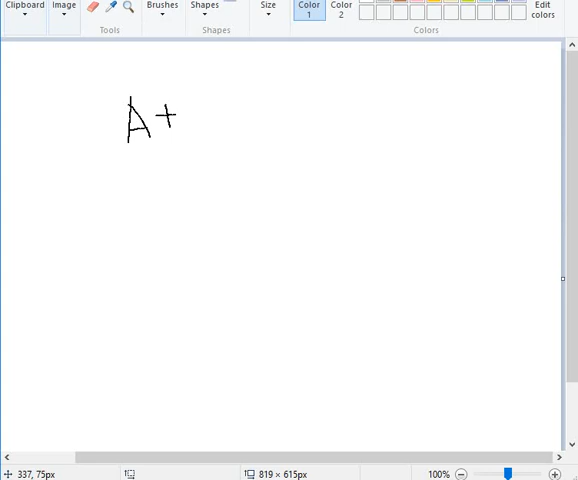 Clipboard Image Brushes Shapes Size Color 1 Color 2 Edit colors
Tools Shapes Colors
A+
337, 75px 819 × 615px 100%